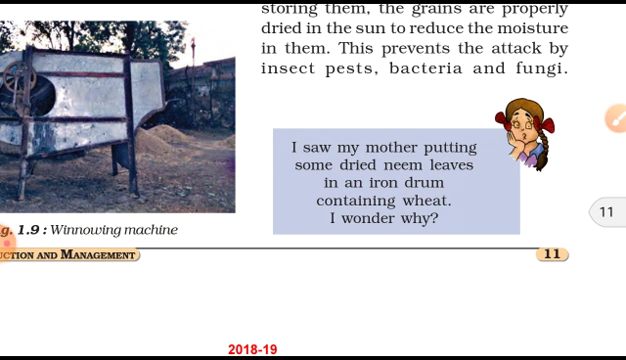 storing them, the grains are properly
dried in the sun to reduce the moisture
in them. This prevents the attack by
insect pests, bacteria and fungi.
I saw my mother putting
some dried neem leaves
in an iron drum
containing wheat.
I wonder why?
g. 1.9 : Winnowing machine
UCTION AND MANAGEMENT
11
11
2018-19